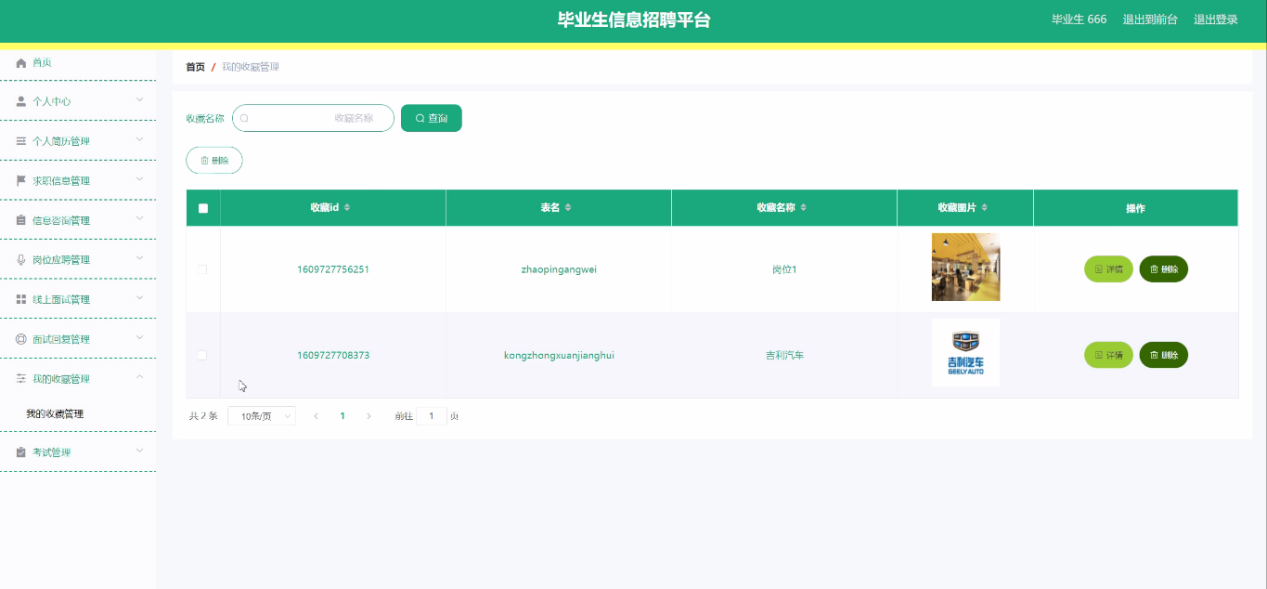 毕业生信息招聘平台
毕业生 666 退出到前台 退出登录
首页
个人中心
个人简历管理
求职信息管理
信息咨询管理
岗位应聘管理
线上面试管理
面试回复管理
我的收藏管理
我的收藏管理
考试管理
首页 / 我的收藏管理
收藏名称 收藏名称 查询
删除
收藏id 表名 收藏名称 收藏图片 操作
1609727756251 zhaopingangwei 岗位1 详情 删除
1609727708373 kongzhongxuanjianghui 吉利汽车 详情 删除
吉利汽车
GEELY AUTO
共 2 条 10条/页 1 前往 1 页